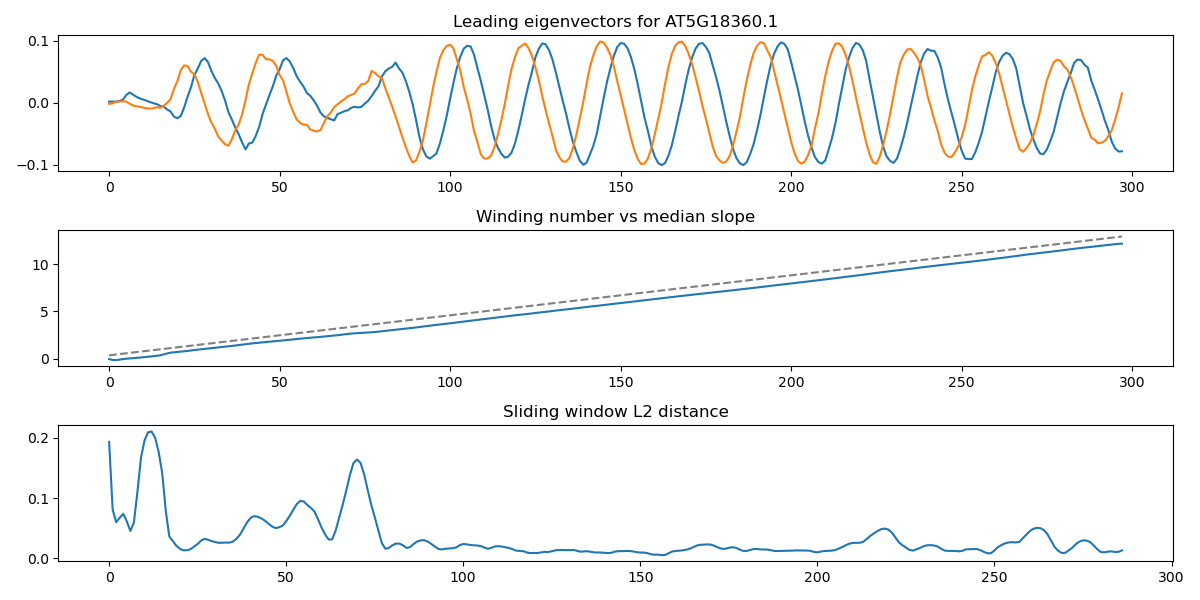 Leading eigenvectors for AT5G18360.1
0.1
0.0
−0.1
0 50 100 150 200 250 300
Winding number vs median slope
10
5
0
0 50 100 150 200 250 300
Sliding window L2 distance
0.2
0.1
0.0
0 50 100 150 200 250 300